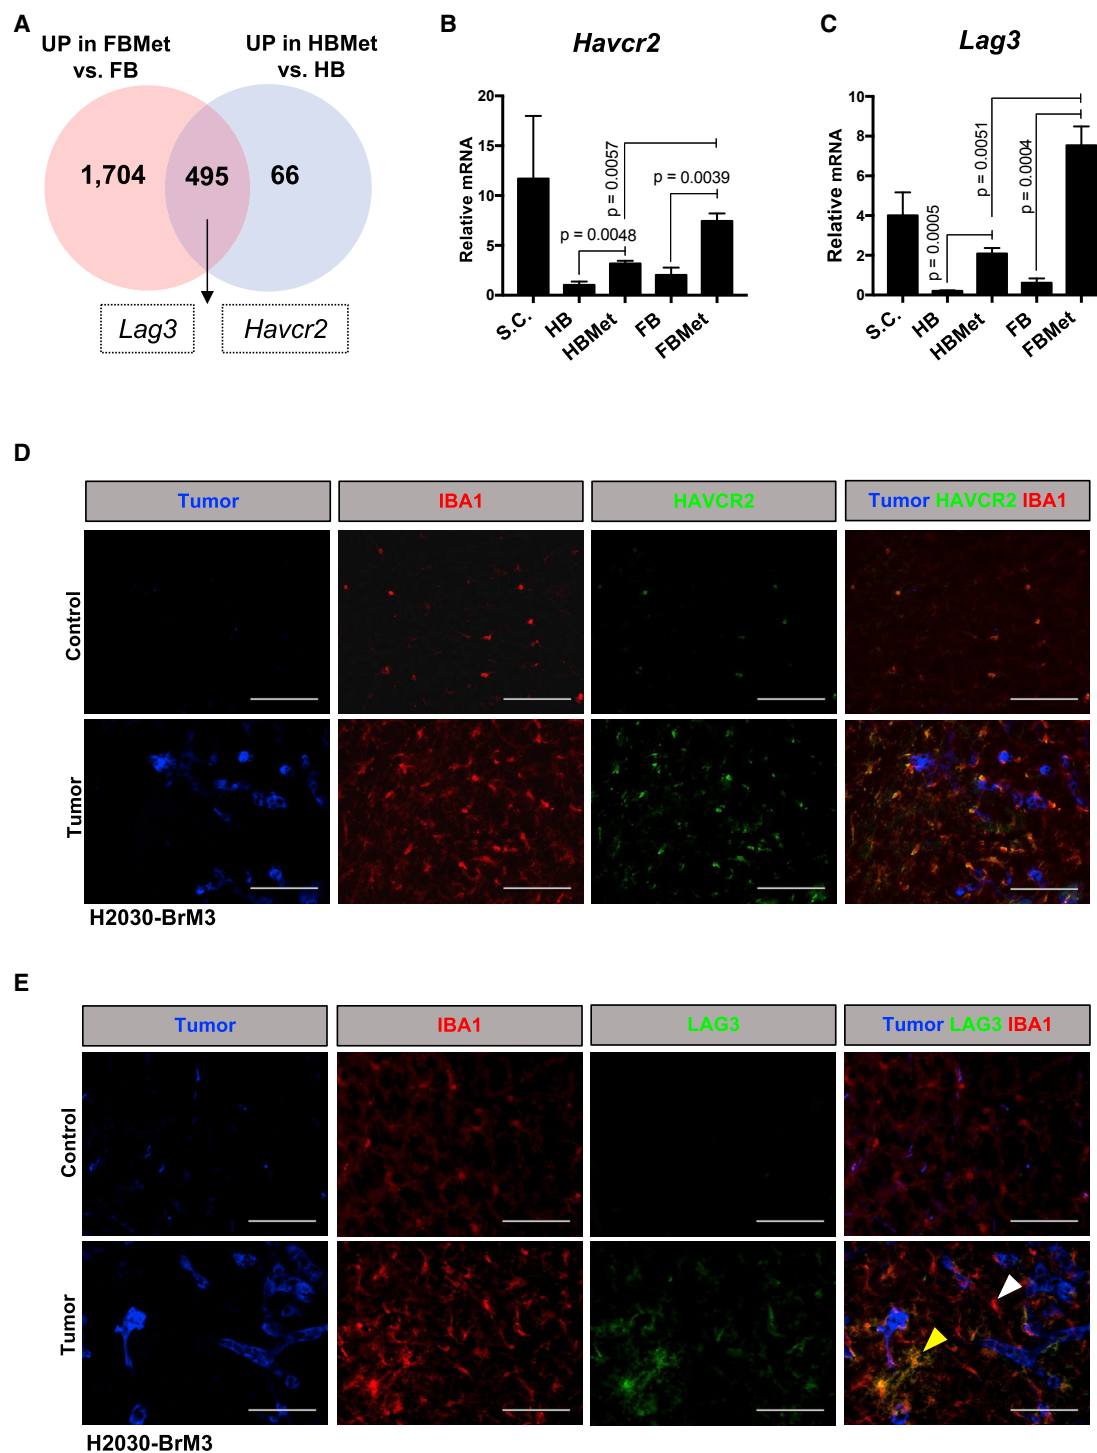 A
UP in FBMet
vs. FB
UP in HBMet
vs. HB
1,704
495
66
Lag3
Havcr2
B
Havcr2
Relative mRNA
20
15
10
5
0
p = 0.0048
p = 0.0057
p = 0.0039
S.C.
HB
HBMet
FB
FBMet
C
Lag3
Relative mRNA
10
8
6
4
2
0
p = 0.0005
p = 0.0051
p = 0.0004
S.C.
HB
HBMet
FB
FBMet
D
Tumor
IBA1
HAVCR2
Tumor HAVCR2 IBA1
Control
Tumor
H2030-BrM3
E
Tumor
IBA1
LAG3
Tumor LAG3 IBA1
Control
Tumor
H2030-BrM3